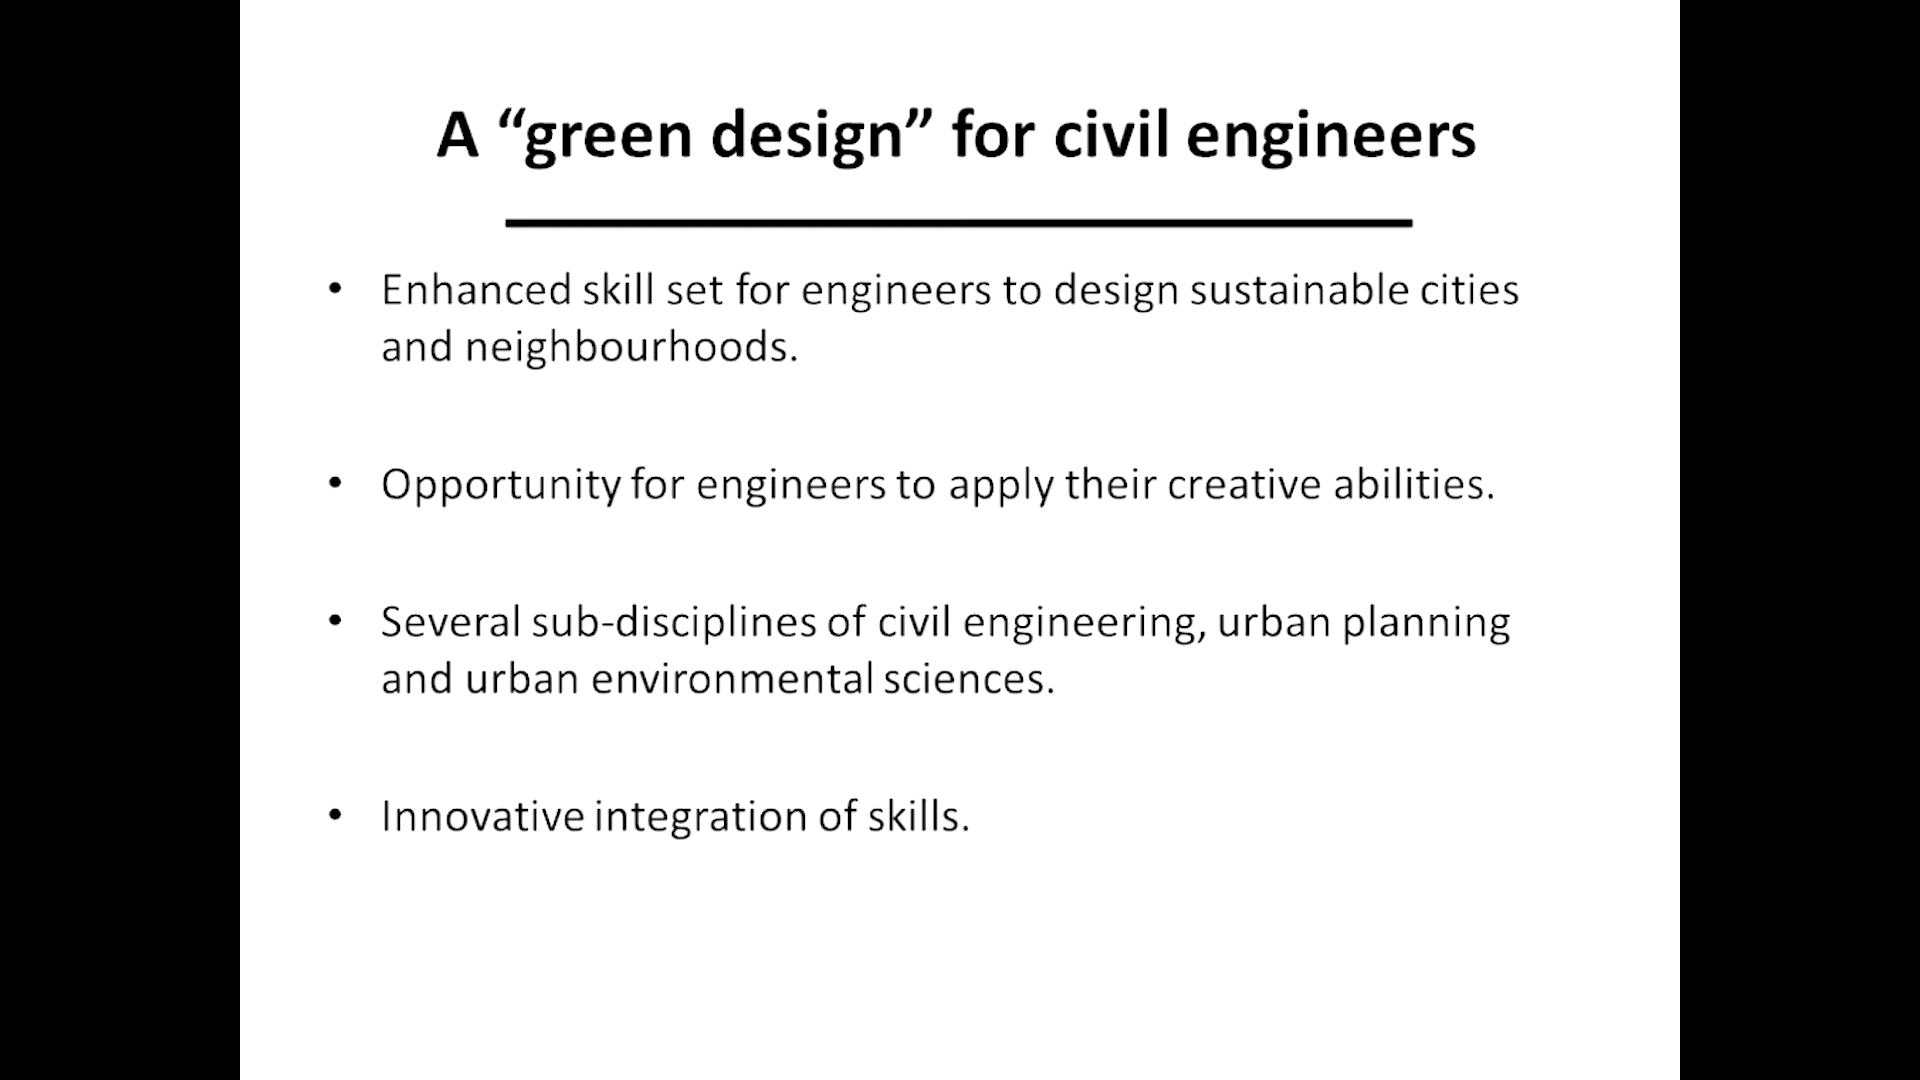 A “green design” for civil engineers
• Enhanced skill set for engineers to design sustainable cities
and neighbourhoods.
• Opportunity for engineers to apply their creative abilities.
• Several sub-disciplines of civil engineering, urban planning
and urban environmental sciences.
• Innovative integration of skills.